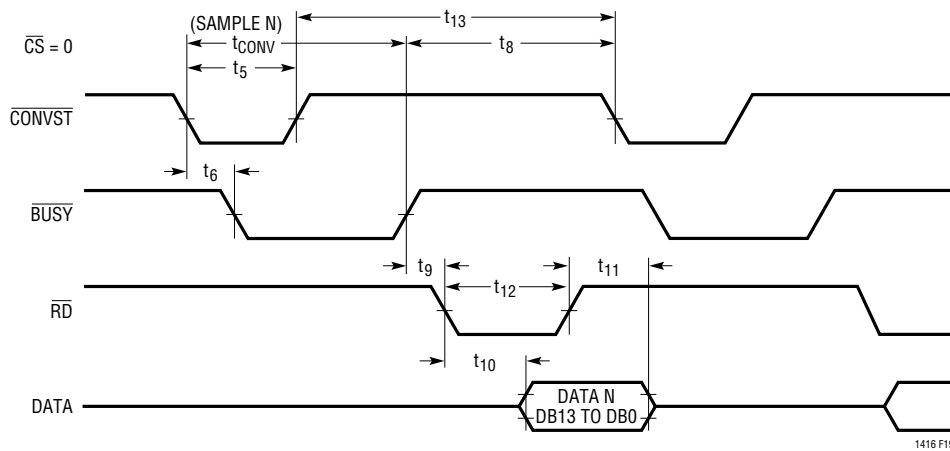 (SAMPLE N)
t13
CS = 0
tCONV
t8
t5
CONVST
t6
BUSY
t9
t12
t11
RD
t10
DATA
DATA N
DB13 TO DB0
1416 F19